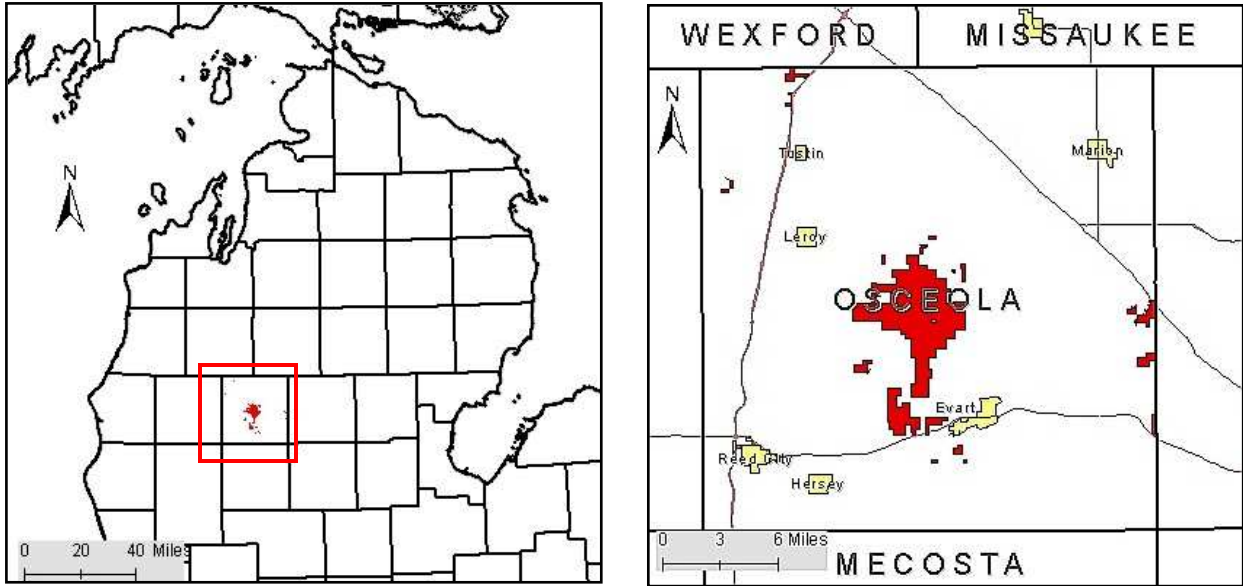 N
0 20 40 Miles
WEXFORD
MISSAUKEE
N
Tustin
Marion
Leroy
OSCEOLA
Evart
Reed City
Hersey
0 3 6 Miles
MECOSTA